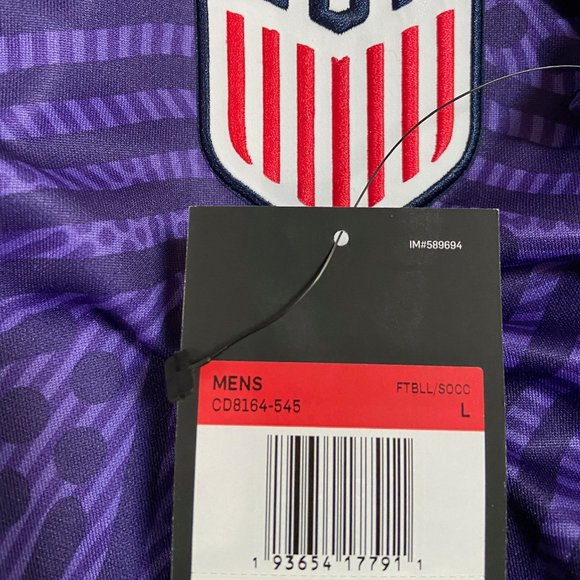 IM#589694
MENS
FTBLL/SOCC
CD8164-545
L
1 93654 17791 1